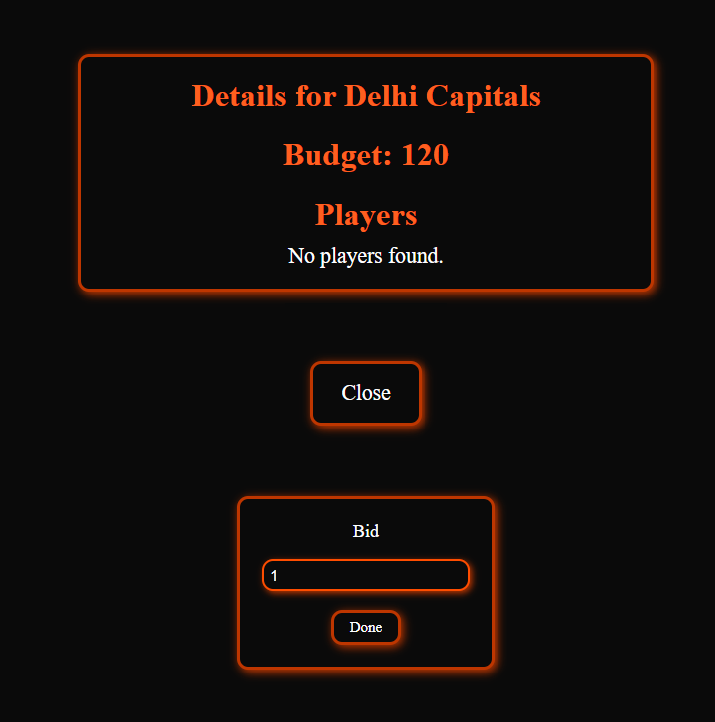 Details for Delhi Capitals
Budget: 120
Players
No players found.
Close
Bid
1
Done